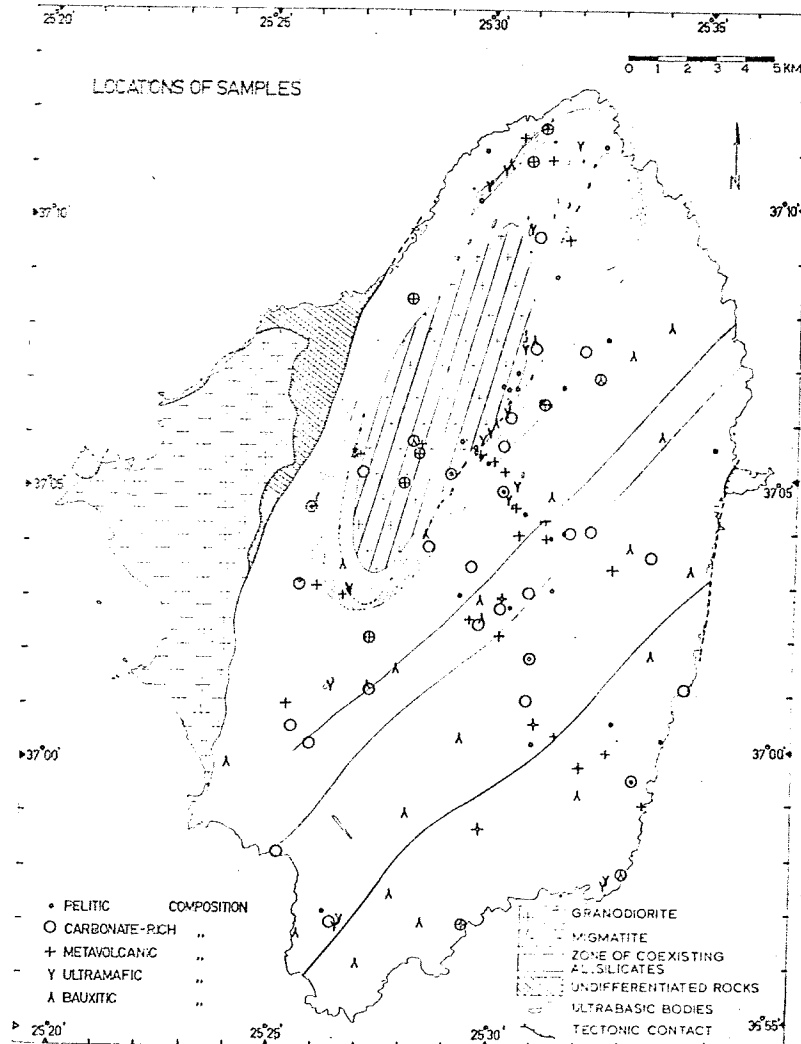 25°20' 25°25' 25°30' 25°35'
0 1 2 3 4 5 KM
LOCATIONS OF SAMPLES
N
37°10' 37°10'
37°05' 37°05'
37°00' 37°00'
• PELITIC COMPOSITION
O CARBONATE-RICH ,,
+ METAVOLCANIC ,,
Y ULTRAMAFIC ,,
⅄ BAUXITIC ,,
GRANODIORITE
MIGMATITE
ZONE OF COEXISTING
AL.SILICATES
UNDIFFERENTIATED ROCKS
ULTRABASIC BODIES
TECTONIC CONTACT
36°55'
25°20' 25°25' 25°30' 25°35'